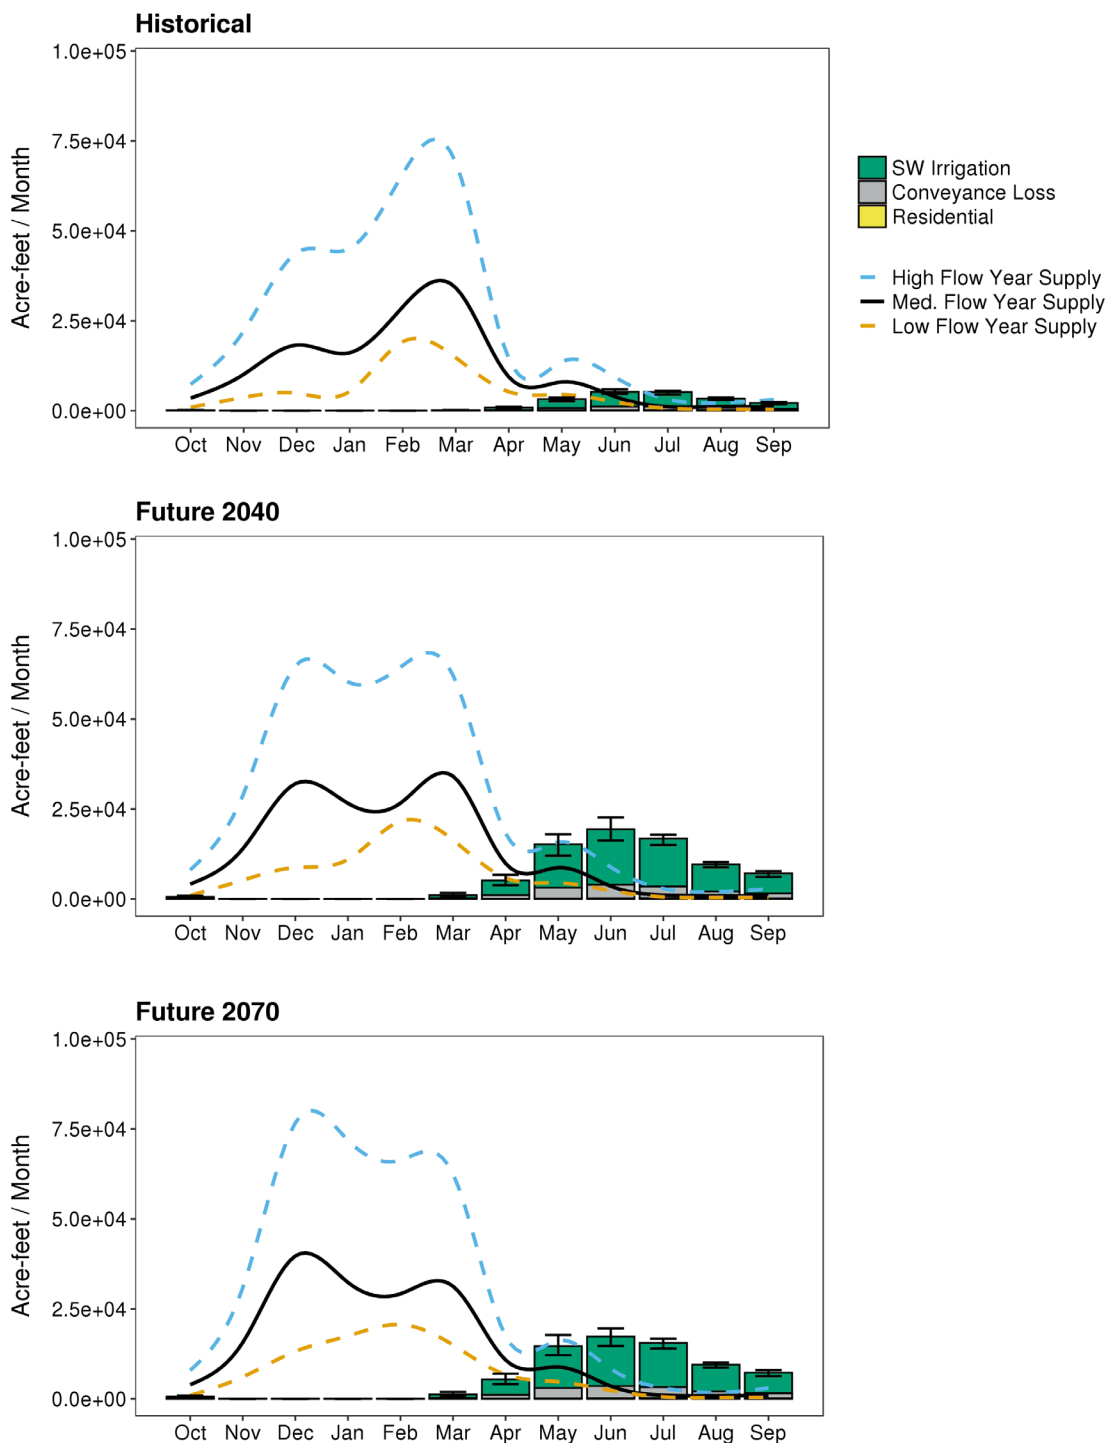 Historical
Acre-feet / Month
1.0e+05
7.5e+04
5.0e+04
2.5e+04
0.0e+00
Oct Nov Dec Jan Feb Mar Apr May Jun Jul Aug Sep
SW Irrigation
Conveyance Loss
Residential
High Flow Year Supply
Med. Flow Year Supply
Low Flow Year Supply
Future 2040
Acre-feet / Month
1.0e+05
7.5e+04
5.0e+04
2.5e+04
0.0e+00
Oct Nov Dec Jan Feb Mar Apr May Jun Jul Aug Sep
Future 2070
Acre-feet / Month
1.0e+05
7.5e+04
5.0e+04
2.5e+04
0.0e+00
Oct Nov Dec Jan Feb Mar Apr May Jun Jul Aug Sep